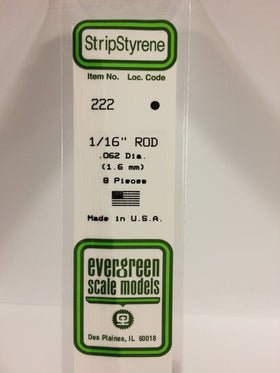 StripStyrene
Item No. Loc. Code
222
1/16" ROD
.062 Dia.
(1.6 mm)
8 Pieces
Made in U.S.A.
evergreen
scale models
Des Plaines, IL 60018